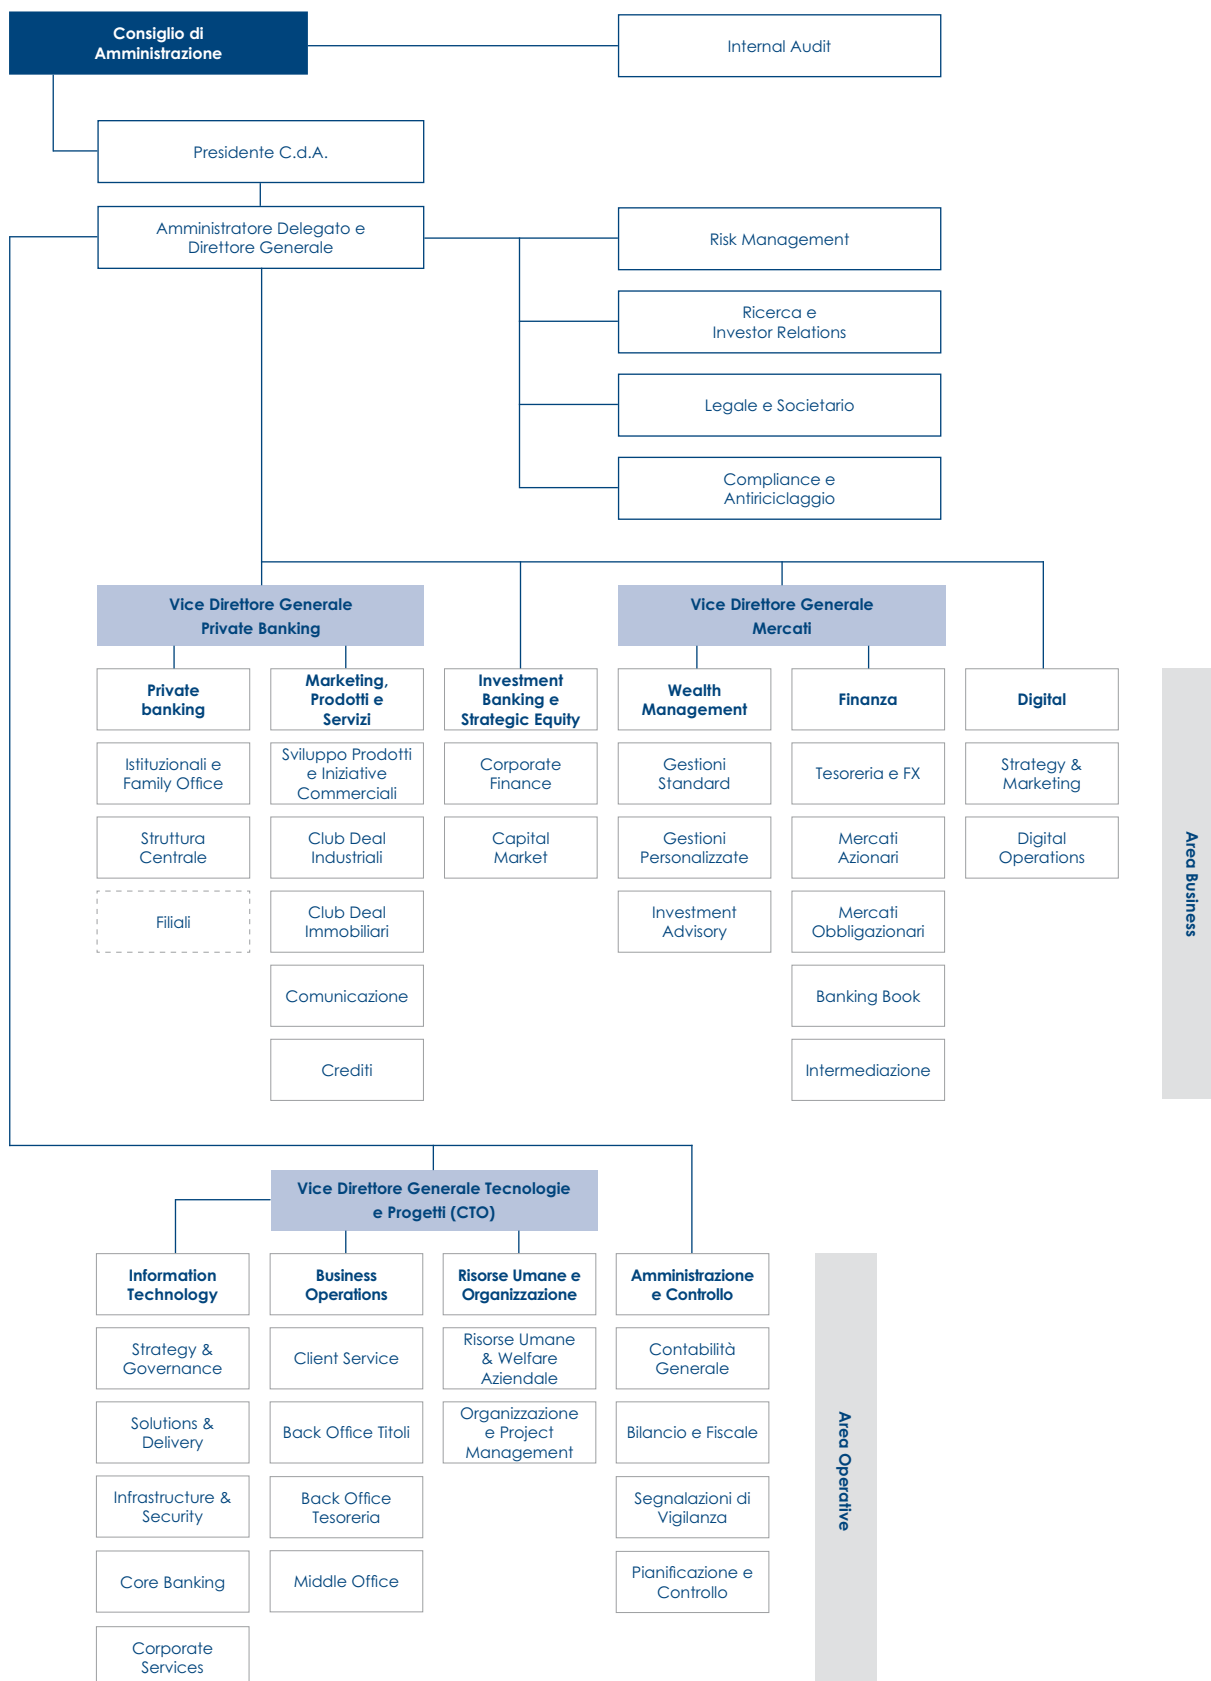 Consiglio di
Amministrazione
Internal Audit
Presidente C.d.A.
Amministratore Delegato e
Direttore Generale
Risk Management
Ricerca e
Investor Relations
Legale e Societario
Compliance e
Antiriciclaggio
Vice Direttore Generale
Private Banking
Vice Direttore Generale
Mercati
Private
banking
Istituzionali e
Family Office
Struttura
Centrale
Filiali
Marketing,
Prodotti e
Servizi
Sviluppo Prodotti
e Iniziative
Commerciali
Club Deal
Industriali
Club Deal
Immobiliari
Comunicazione
Crediti
Investment
Banking e
Strategic Equity
Corporate
Finance
Capital
Market
Wealth
Management
Gestioni
Standard
Gestioni
Personalizzate
Investment
Advisory
Finanza
Tesoreria e FX
Mercati
Azionari
Mercati
Obbligazionari
Banking Book
Intermediazione
Digital
Strategy &
Marketing
Digital
Operations
Area Business
Vice Direttore Generale Tecnologie
e Progetti (CTO)
Information
Technology
Strategy &
Governance
Solutions &
Delivery
Infrastructure &
Security
Core Banking
Corporate
Services
Business
Operations
Client Service
Back Office Titoli
Back Office
Tesoreria
Middle Office
Risorse Umane e
Organizzazione
Risorse Umane
& Welfare
Aziendale
Organizzazione
e Project
Management
Amministrazione
e Controllo
Contabilità
Generale
Bilancio e Fiscale
Segnalazioni di
Vigilanza
Pianificazione e
Controllo
Area Operative